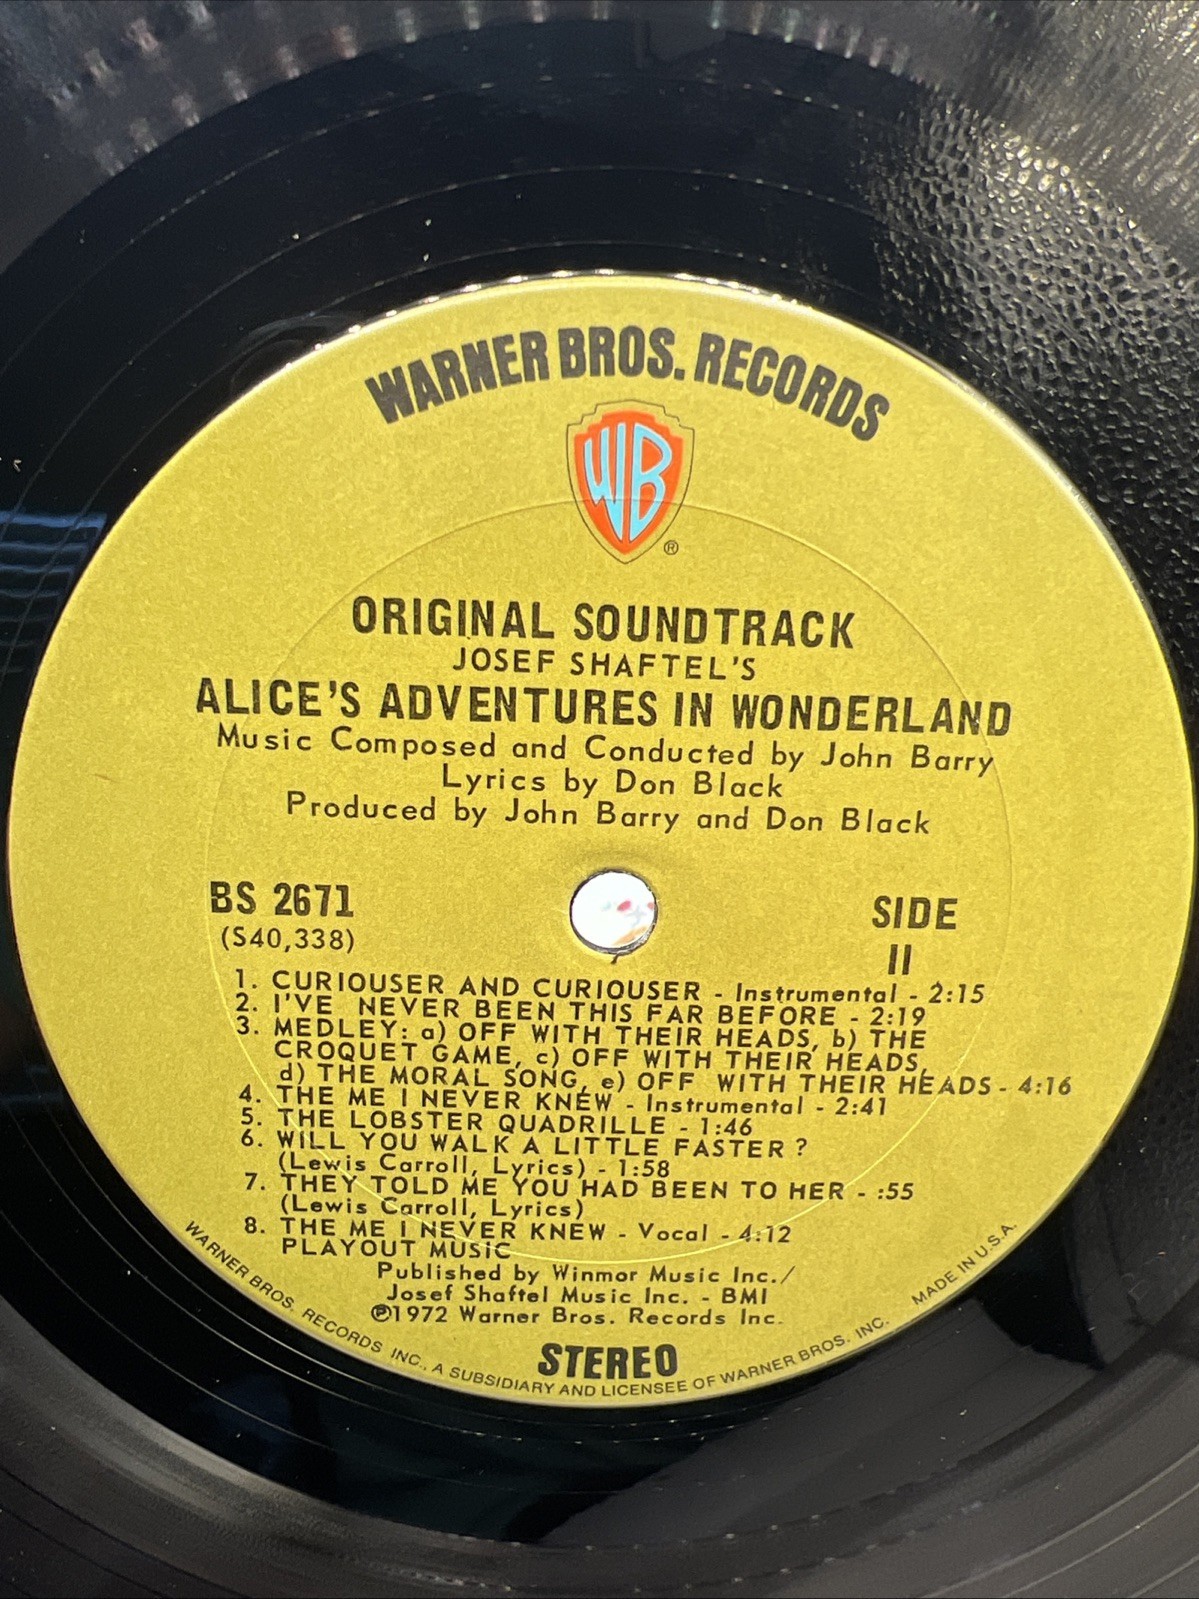 WARNER BROS. RECORDS
WB
®
ORIGINAL SOUNDTRACK
JOSEF SHAFTEL'S
ALICE'S ADVENTURES IN WONDERLAND
Music Composed and Conducted by John Barry
Lyrics by Don Black
Produced by John Barry and Don Black
BS 2671
(S40,338)
SIDE
II
1. CURIOUSER AND CURIOUSER - Instrumental - 2:15
2. I'VE NEVER BEEN THIS FAR BEFORE - 2:19
3. MEDLEY: a) OFF WITH THEIR HEADS, b) THE
CROQUET GAME, c) OFF WITH THEIR HEADS,
d) THE MORAL SONG, e) OFF WITH THEIR HEADS - 4:16
4. THE ME I NEVER KNEW - Instrumental - 2:41
5. THE LOBSTER QUADRILLE - 1:46
6. WILL YOU WALK A LITTLE FASTER?
(Lewis Carroll, Lyrics) - 1:58
7. THEY TOLD ME YOU HAD BEEN TO HER - :55
(Lewis Carroll, Lyrics)
8. THE ME I NEVER KNEW - Vocal - 4:12
PLAYOUT MUSIC
Published by Winmor Music Inc./
Josef Shaftel Music Inc. - BMI
℗1972 Warner Bros. Records Inc.
STEREO
WARNER BROS. RECORDS INC., A SUBSIDIARY AND LICENSEE OF WARNER BROS. INC. MADE IN U.S.A.